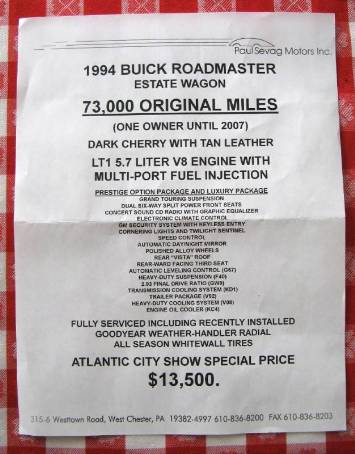 Paul Sevag Motors Inc.
1994 BUICK ROADMASTER
ESTATE WAGON
73,000 ORIGINAL MILES
(ONE OWNER UNTIL 2007)
DARK CHERRY WITH TAN LEATHER
LT1 5.7 LITER V8 ENGINE WITH
MULTI-PORT FUEL INJECTION
PRESTIGE OPTION PACKAGE AND LUXURY PACKAGE
GRAND TOURING SUSPENSION
DUAL SIX-WAY SPLIT POWER FRONT SEATS
CONCERT SOUND CD RADIO WITH GRAPHIC EQUALIZER
ELECTRONIC CLIMATE CONTROL
GM SECURITY SYSTEM WITH KEYLESS ENTRY
CORNERING LIGHTS AND TWILIGHT SENTINEL
SPEED CONTROL
AUTOMATIC DAY/NIGHT MIRROR
POLISHED ALLOY WHEELS
REAR "VISTA" ROOF
REAR-WARD FACING THIRD SEAT
AUTOMATIC LEVELING CONTROL (G67)
HEAVY-DUTY SUSPENSION (F40)
2.93 FINAL DRIVE RATIO (GW9)
TRANSMISSION COOLING SYSTEM (KD1)
TRAILER PACKAGE (V92)
HEAVY-DUTY COOLING SYSTEM (V08)
ENGINE OIL COOLER (KC4)
FULLY SERVICED INCLUDING RECENTLY INSTALLED
GOODYEAR WEATHER-HANDLER RADIAL
ALL SEASON WHITEWALL TIRES
ATLANTIC CITY SHOW SPECIAL PRICE
$13,500.
315-6 Westtown Road, West Chester, PA 19382-4997 610-836-8200 FAX 610-836-8203